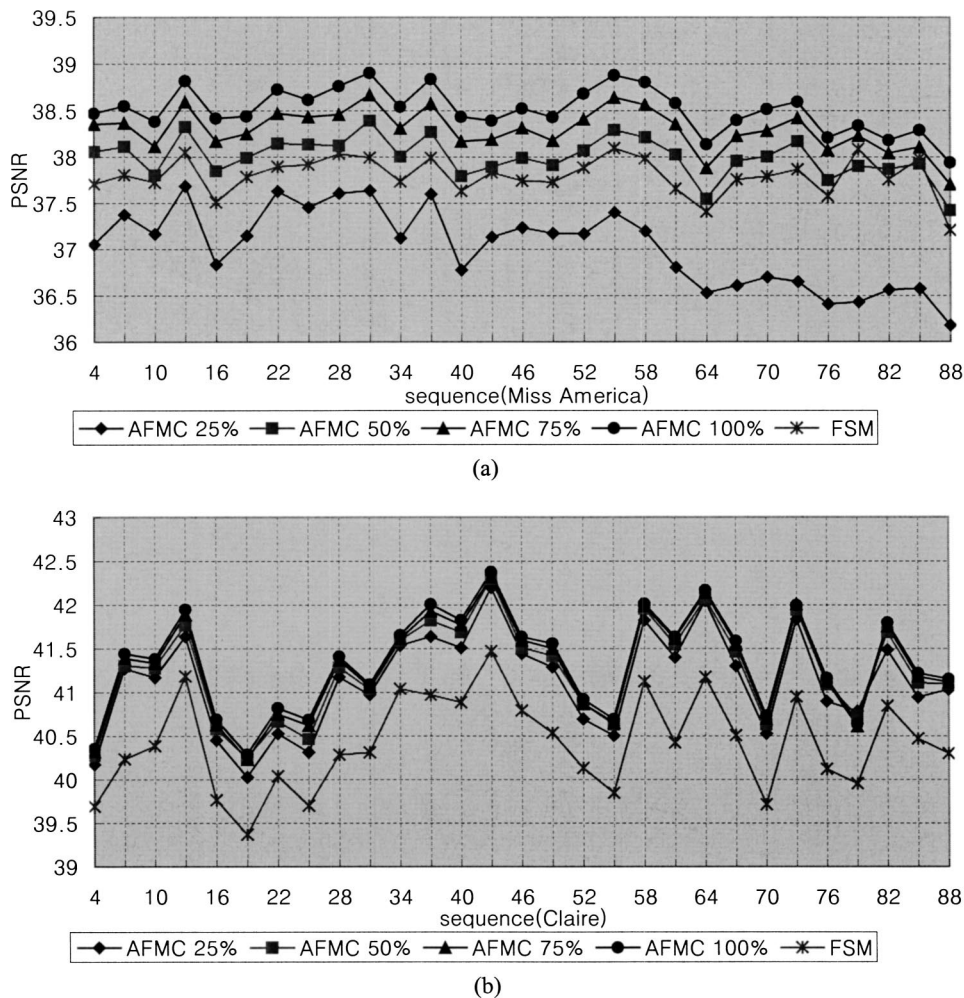 39.5
39
38.5
38
37.5
37
36.5
36
PSNR
4 10 16 22 28 34 40 46 52 58 64 70 76 82 88
sequence(Miss America)
AFMC 25% AFMC 50% AFMC 75% AFMC 100% FSM
(a)
43
42.5
42
41.5
41
40.5
40
39.5
39
PSNR
4 10 16 22 28 34 40 46 52 58 64 70 76 82 88
sequence(Claire)
AFMC 25% AFMC 50% AFMC 75% AFMC 100% FSM
(b)